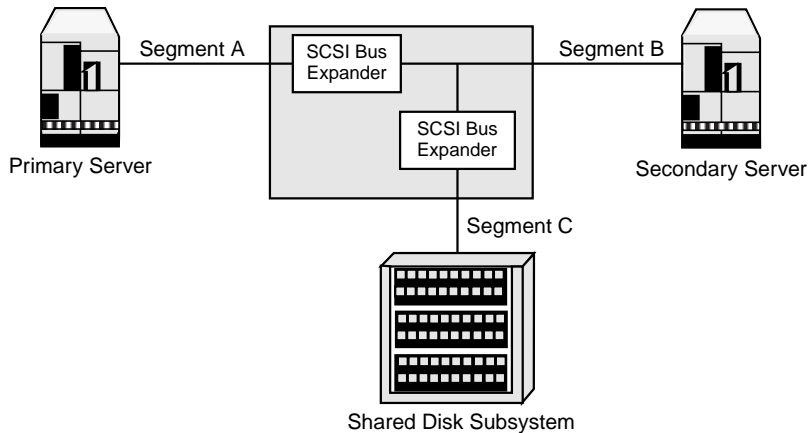 Segment A
SCSI Bus
Expander
Segment B
SCSI Bus
Expander
Primary Server
Secondary Server
Segment C
Shared Disk Subsystem